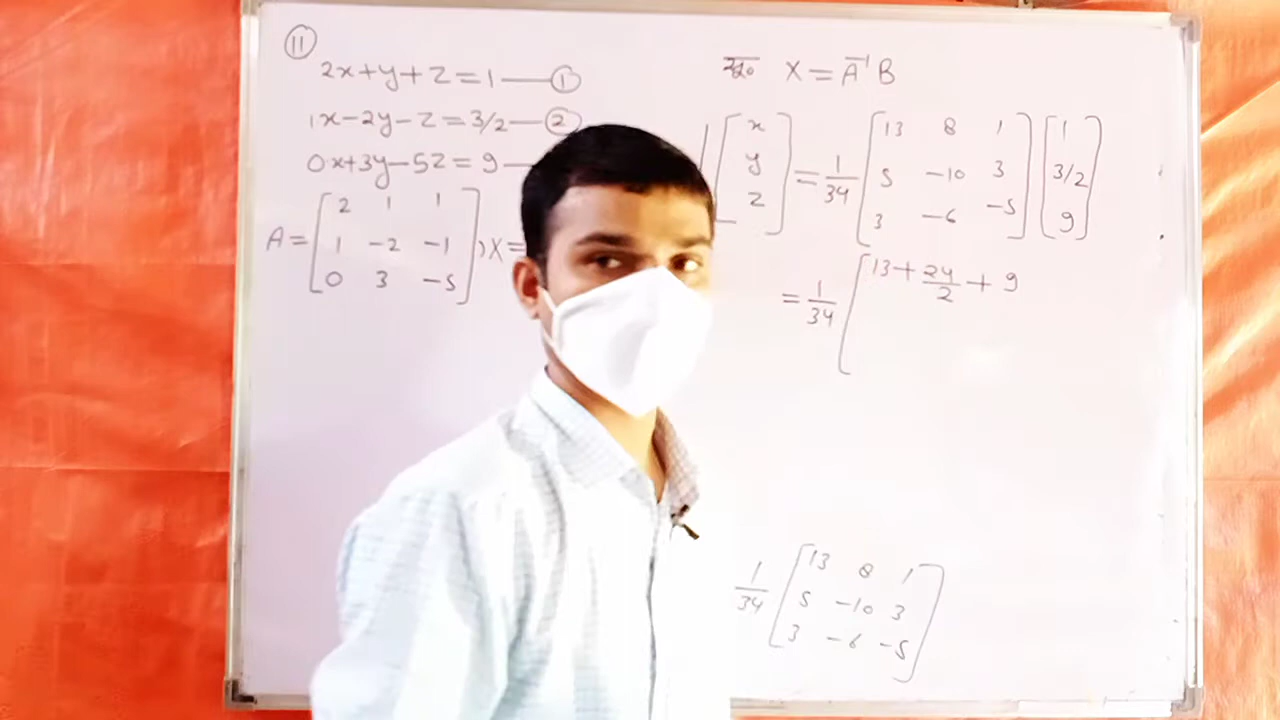 11
2x+y+z=1 — 1
1x-2y-z=3/2 — 2
0x+3y-5z=9 —
A = [2 1 1
1 -2 -1
0 3 -5], X =
X = A⁻¹B
[x
y
z] = 1/34 [13 8 1
5 -10 3
3 -6 -5] [1
3/2
9]
= 1/34 [13 + 24/2 + 9
1/34 [13 8 1
5 -10 3
3 -6 -5]